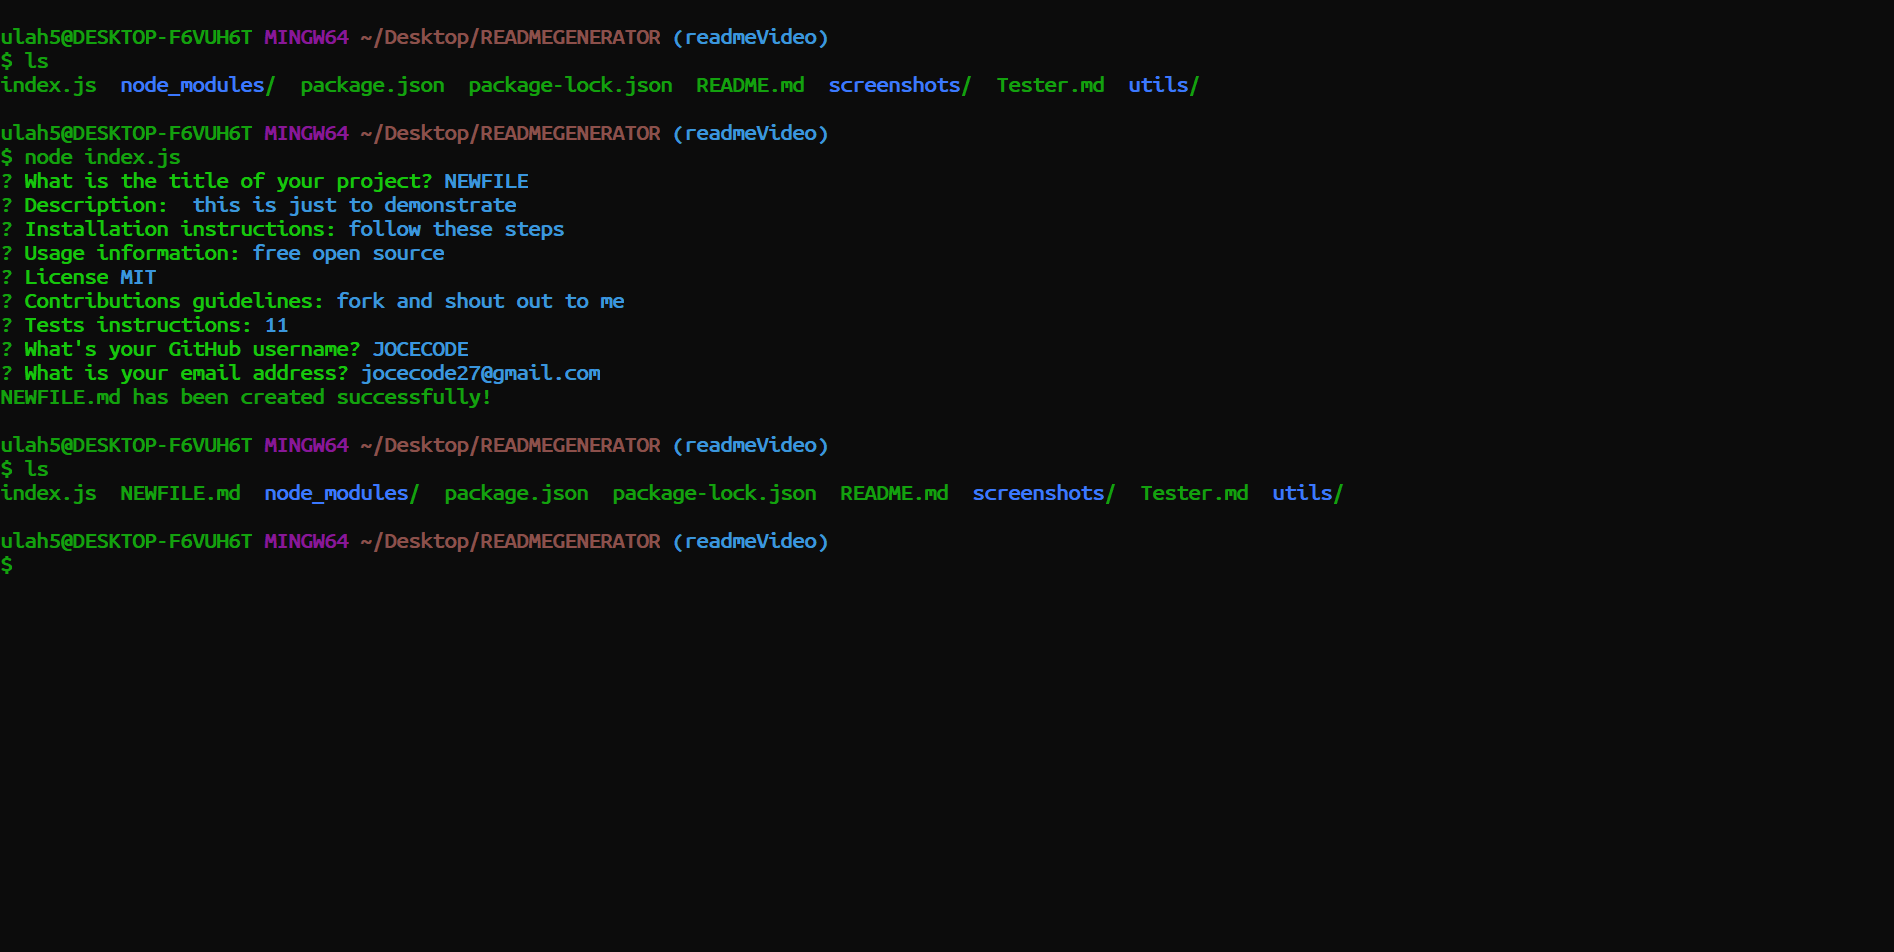 ulah5@DESKTOP-F6VUH6T MINGW64 ~/Desktop/READMEGENERATOR (readmeVideo)
$ ls
index.js  node_modules/  package.json  package-lock.json  README.md  screenshots/  Tester.md  utils/
ulah5@DESKTOP-F6VUH6T MINGW64 ~/Desktop/READMEGENERATOR (readmeVideo)
$ node index.js
? What is the title of your project? NEWFILE
? Description:  this is just to demonstrate
? Installation instructions: follow these steps
? Usage information: free open source
? License MIT
? Contributions guidelines: fork and shout out to me
? Tests instructions: 11
? What's your GitHub username? JOCECODE
? What is your email address? jocecode27@gmail.com
NEWFILE.md has been created successfully!
ulah5@DESKTOP-F6VUH6T MINGW64 ~/Desktop/READMEGENERATOR (readmeVideo)
$ ls
index.js  NEWFILE.md  node_modules/  package.json  package-lock.json  README.md  screenshots/  Tester.md  utils/
ulah5@DESKTOP-F6VUH6T MINGW64 ~/Desktop/READMEGENERATOR (readmeVideo)
$